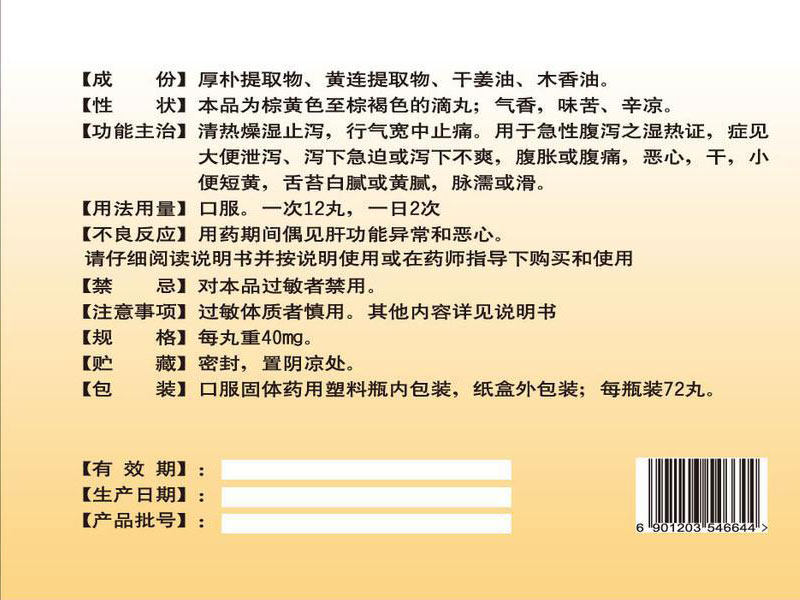 【成　　份】厚朴提取物、黄连提取物、干姜油、木香油。
【性　　状】本品为棕黄色至棕褐色的滴丸；气香，味苦、辛凉。
【功能主治】清热燥湿止泻，行气宽中止痛。用于急性腹泻之湿热证，症见
大便泄泻、泻下急迫或泻下不爽，腹胀或腹痛，恶心，干，小
便短黄，舌苔白腻或黄腻，脉濡或滑。
【用法用量】口服。一次12丸，一日2次
【不良反应】用药期间偶见肝功能异常和恶心。
请仔细阅读说明书并按说明使用或在药师指导下购买和使用
【禁　　忌】对本品过敏者禁用。
【注意事项】过敏体质者慎用。其他内容详见说明书
【规　　格】每丸重40mg。
【贮　　藏】密封，置阴凉处。
【包　　装】口服固体药用塑料瓶内包装，纸盒外包装；每瓶装72丸。
【有 效 期】：
【生产日期】：
【产品批号】：
6 901203 546644 >